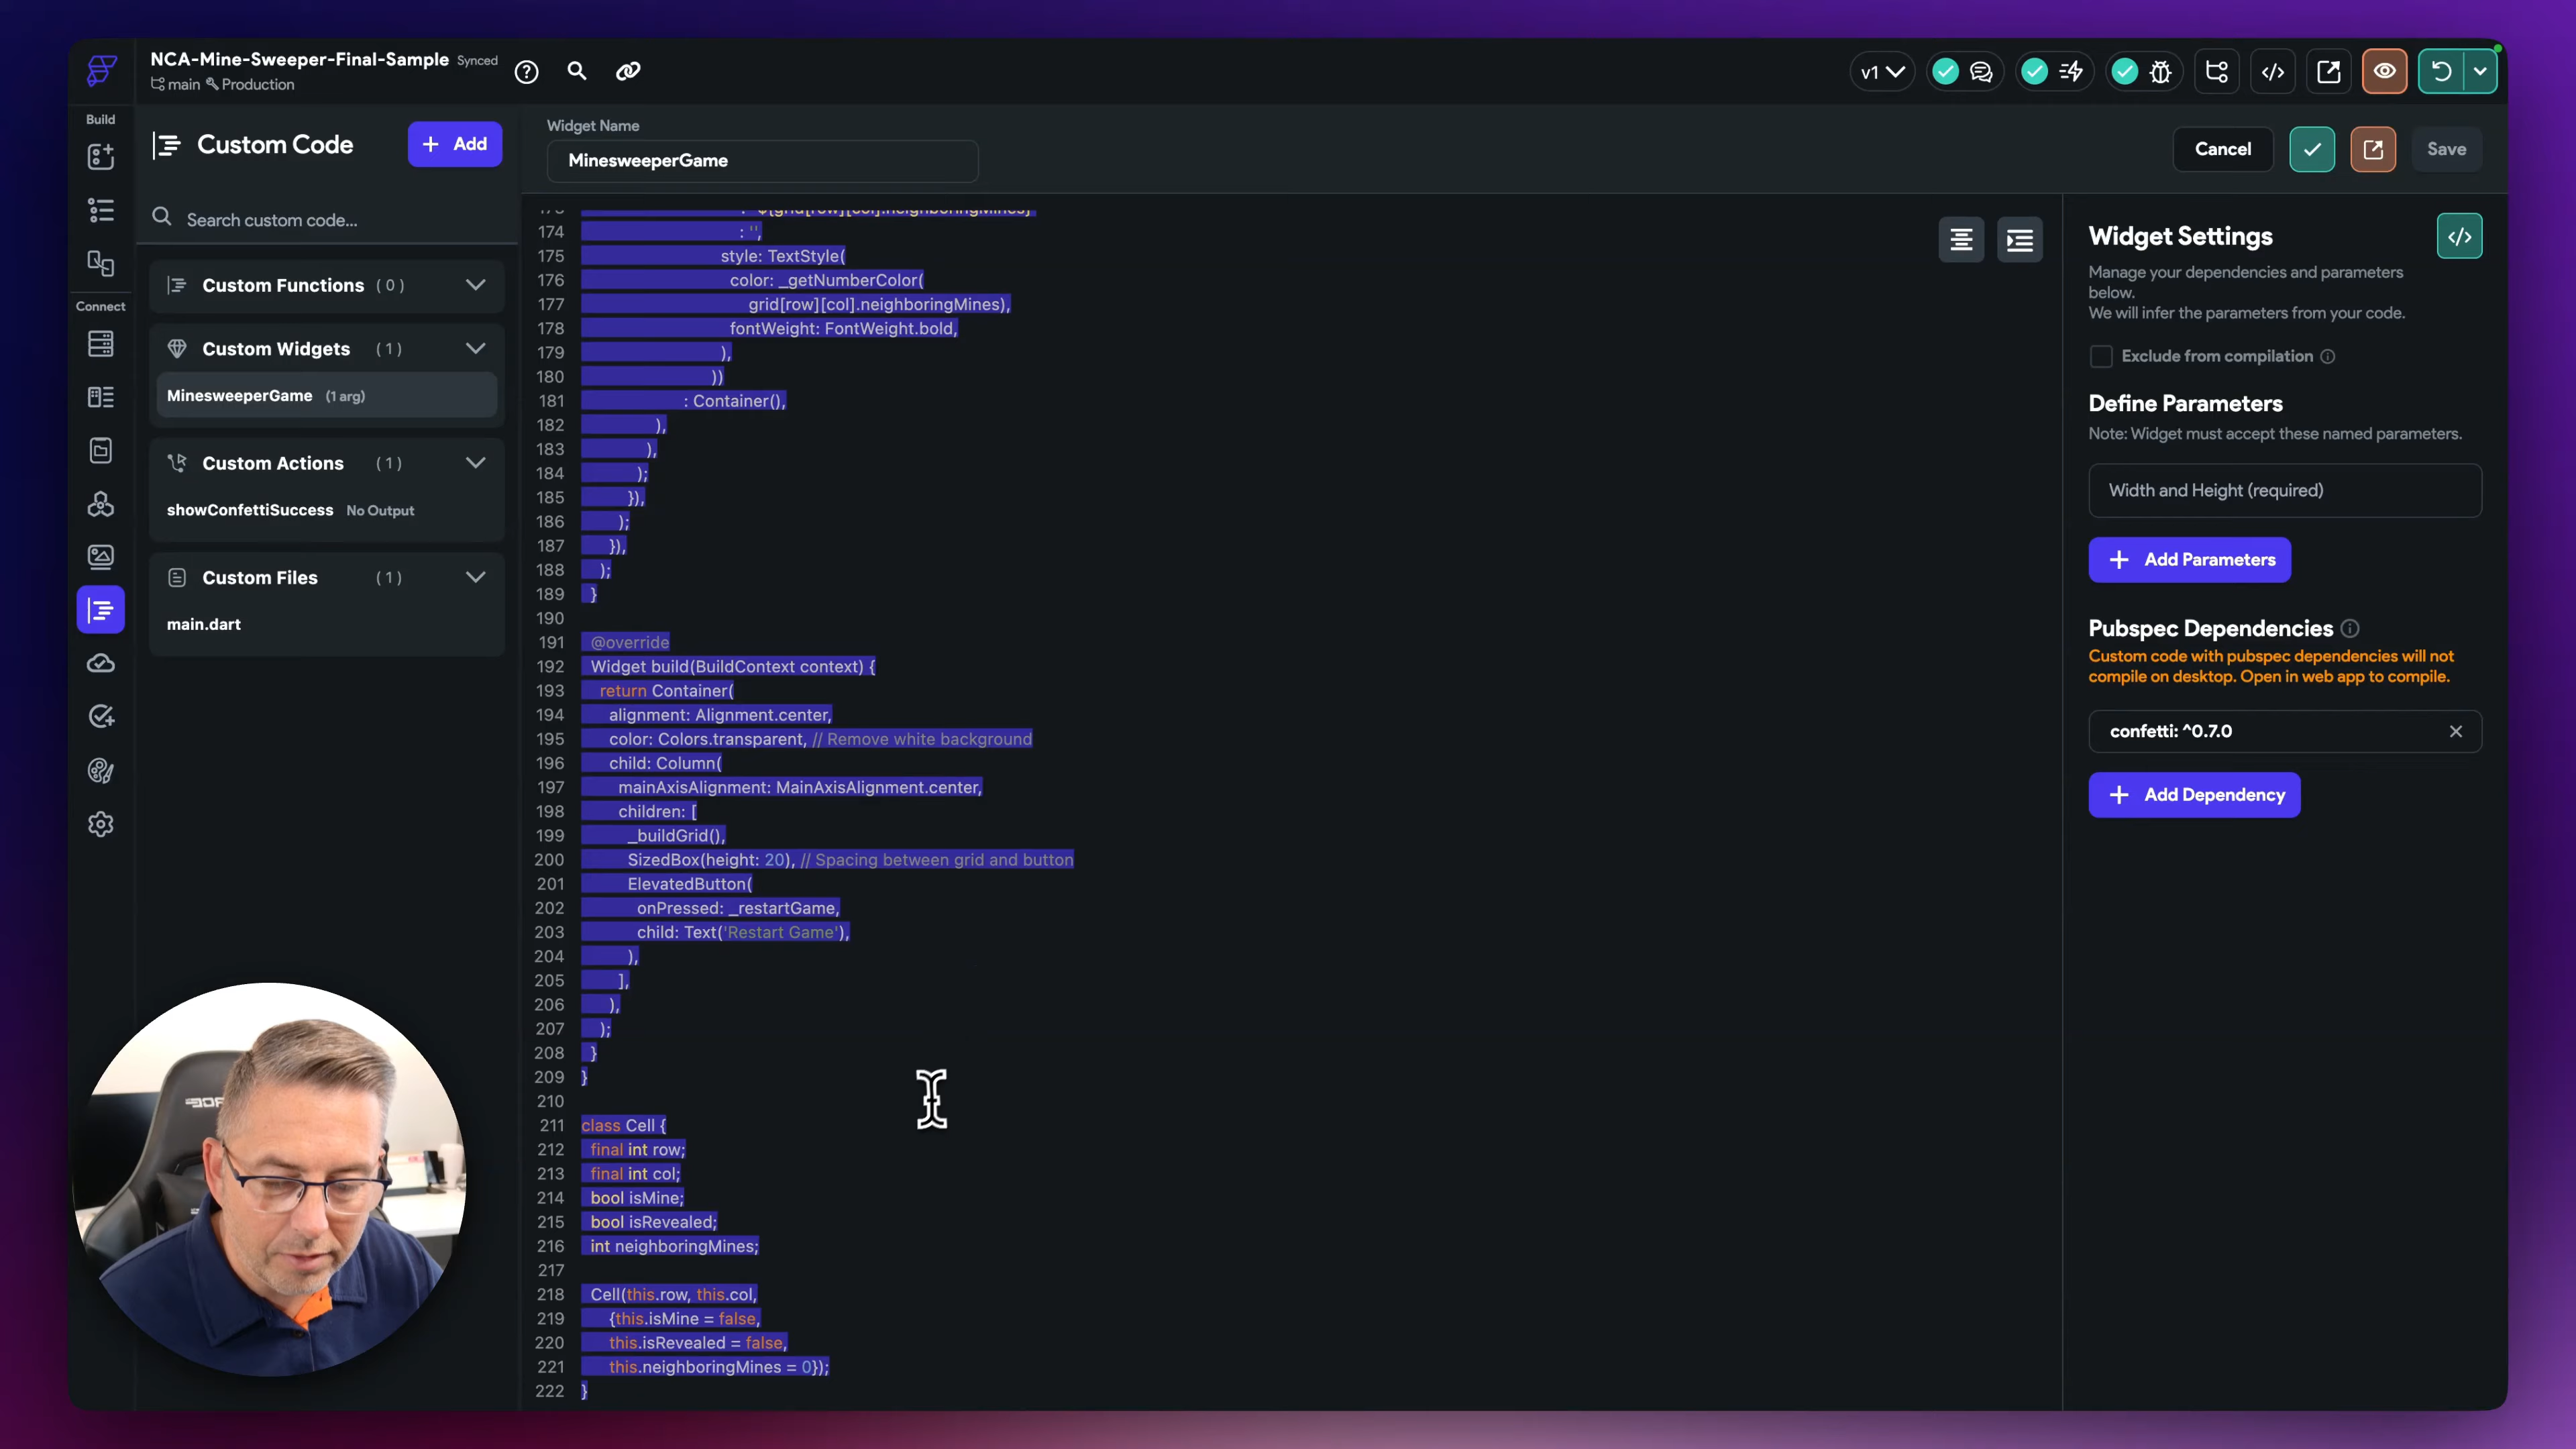 NCA-Mine-Sweeper-Final-Sample Synced
main Production
v1
Build
Custom Code
Add
Widget Name
MinesweeperGame
Cancel
Save
Search custom code...
Connect
Custom Functions ( 0 )
Custom Widgets ( 1 )
MinesweeperGame (1 arg)
Custom Actions ( 1 )
showConfettiSuccess No Output
Custom Files ( 1 )
main.dart
173 : '${grid[row][col].neighboringMines}'
174 : '',
175 style: TextStyle(
176 color: _getNumberColor(
177 grid[row][col].neighboringMines),
178 fontWeight: FontWeight.bold,
179 ),
180 ))
181 : Container(),
182 ),
183 ),
184 );
185 }),
186 );
187 }),
188 );
189 }
190
191 @override
192 Widget build(BuildContext context) {
193 return Container(
194 alignment: Alignment.center,
195 color: Colors.transparent, // Remove white background
196 child: Column(
197 mainAxisAlignment: MainAxisAlignment.center,
198 children: [
199 _buildGrid(),
200 SizedBox(height: 20), // Spacing between grid and button
201 ElevatedButton(
202 onPressed: _restartGame,
203 child: Text('Restart Game'),
204 ),
205 ],
206 ),
207 );
208 }
209 }
210
211 class Cell {
212 final int row;
213 final int col;
214 bool isMine;
215 bool isRevealed;
216 int neighboringMines;
217
218 Cell(this.row, this.col,
219 {this.isMine = false,
220 this.isRevealed = false,
221 this.neighboringMines = 0});
222 }
Widget Settings
Manage your dependencies and parameters
below.
We will infer the parameters from your code.
Exclude from compilation
Define Parameters
Note: Widget must accept these named parameters.
Width and Height (required)
Add Parameters
Pubspec Dependencies
Custom code with pubspec dependencies will not
compile on desktop. Open in web app to compile.
confetti: ^0.7.0
Add Dependency